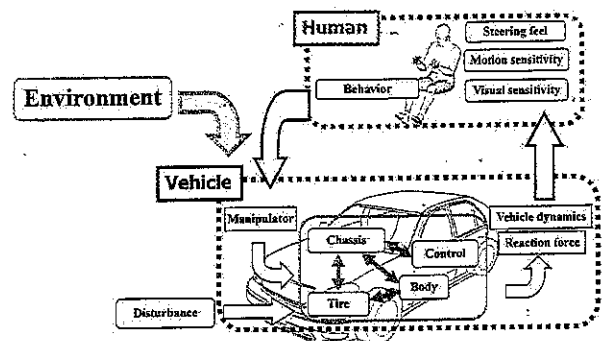 Human
Steering feel
Motion sensitivity
Visual sensitivity
Behavior
Environment
Vehicle
Manipulator
Chassis
Control
Body
Tire
Vehicle dynamics
Reaction force
Disturbance